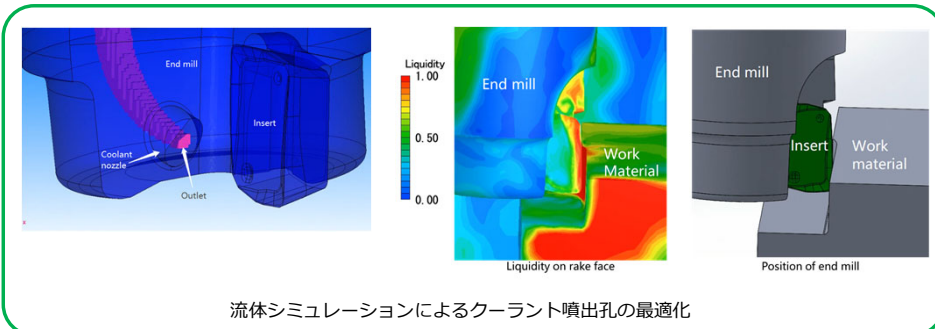 End mill
Insert
Coolant
nozzle
Outlet
Liquidity
1.00
0.50
0.00
End mill
Work
Material
Liquidity on rake face
End mill
Insert
Work
material
Position of end mill
流体シミュレーションによるクーラント噴出孔の最適化